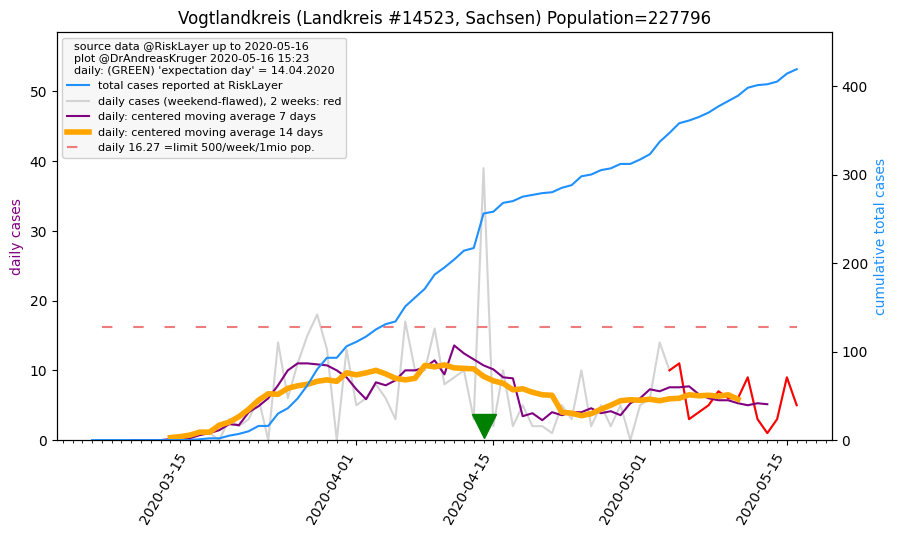 Vogtlandkreis (Landkreis #14523, Sachsen) Population=227796
source data @RiskLayer up to 2020-05-16
plot @DrAndreasKruger 2020-05-16 15:23
daily: (GREEN) 'expectation day' = 14.04.2020
total cases reported at RiskLayer
daily cases (weekend-flawed), 2 weeks: red
daily: centered moving average 7 days
daily: centered moving average 14 days
daily 16.27 =limit 500/week/1mio pop.
daily cases
50
40
30
20
10
0
cumulative total cases
400
300
200
100
0
2020-03-15
2020-04-01
2020-04-15
2020-05-01
2020-05-15